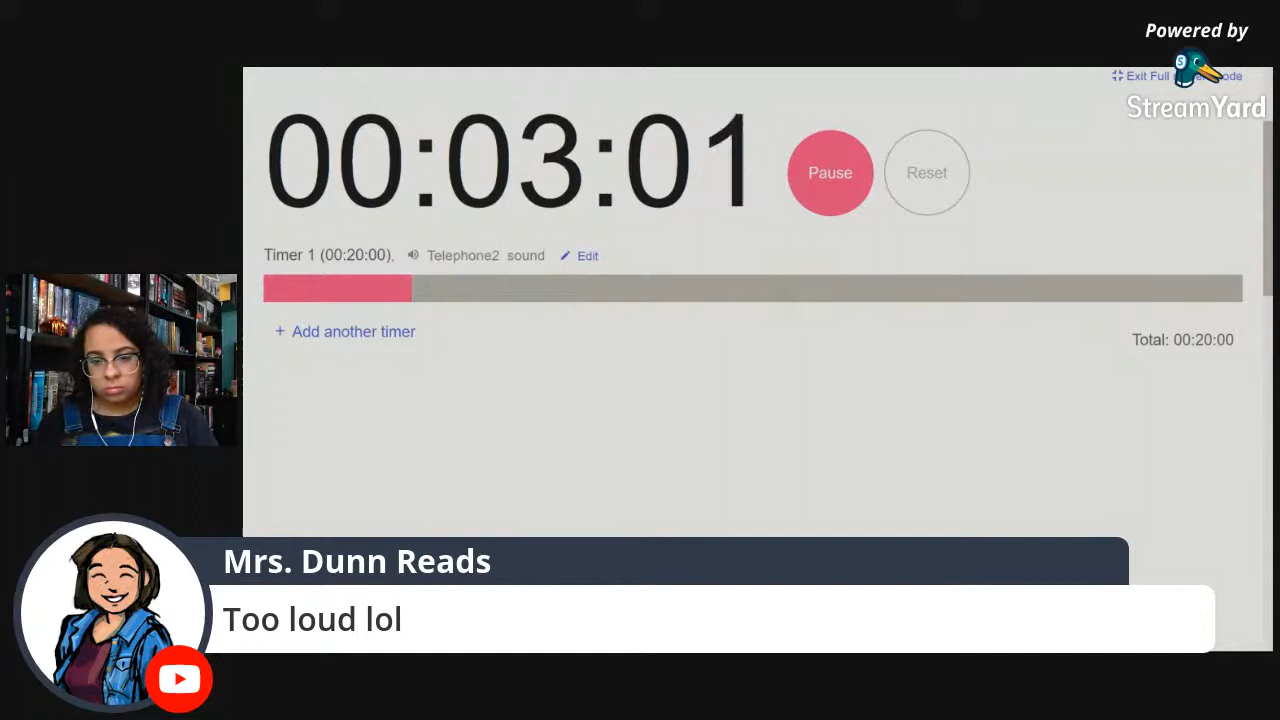 Powered by
StreamYard
Exit Full
00:03:01
Pause
Reset
Timer 1 (00:20:00),
Telephone2 sound
Edit
+ Add another timer
Total: 00:20:00
Mrs. Dunn Reads
Too loud lol